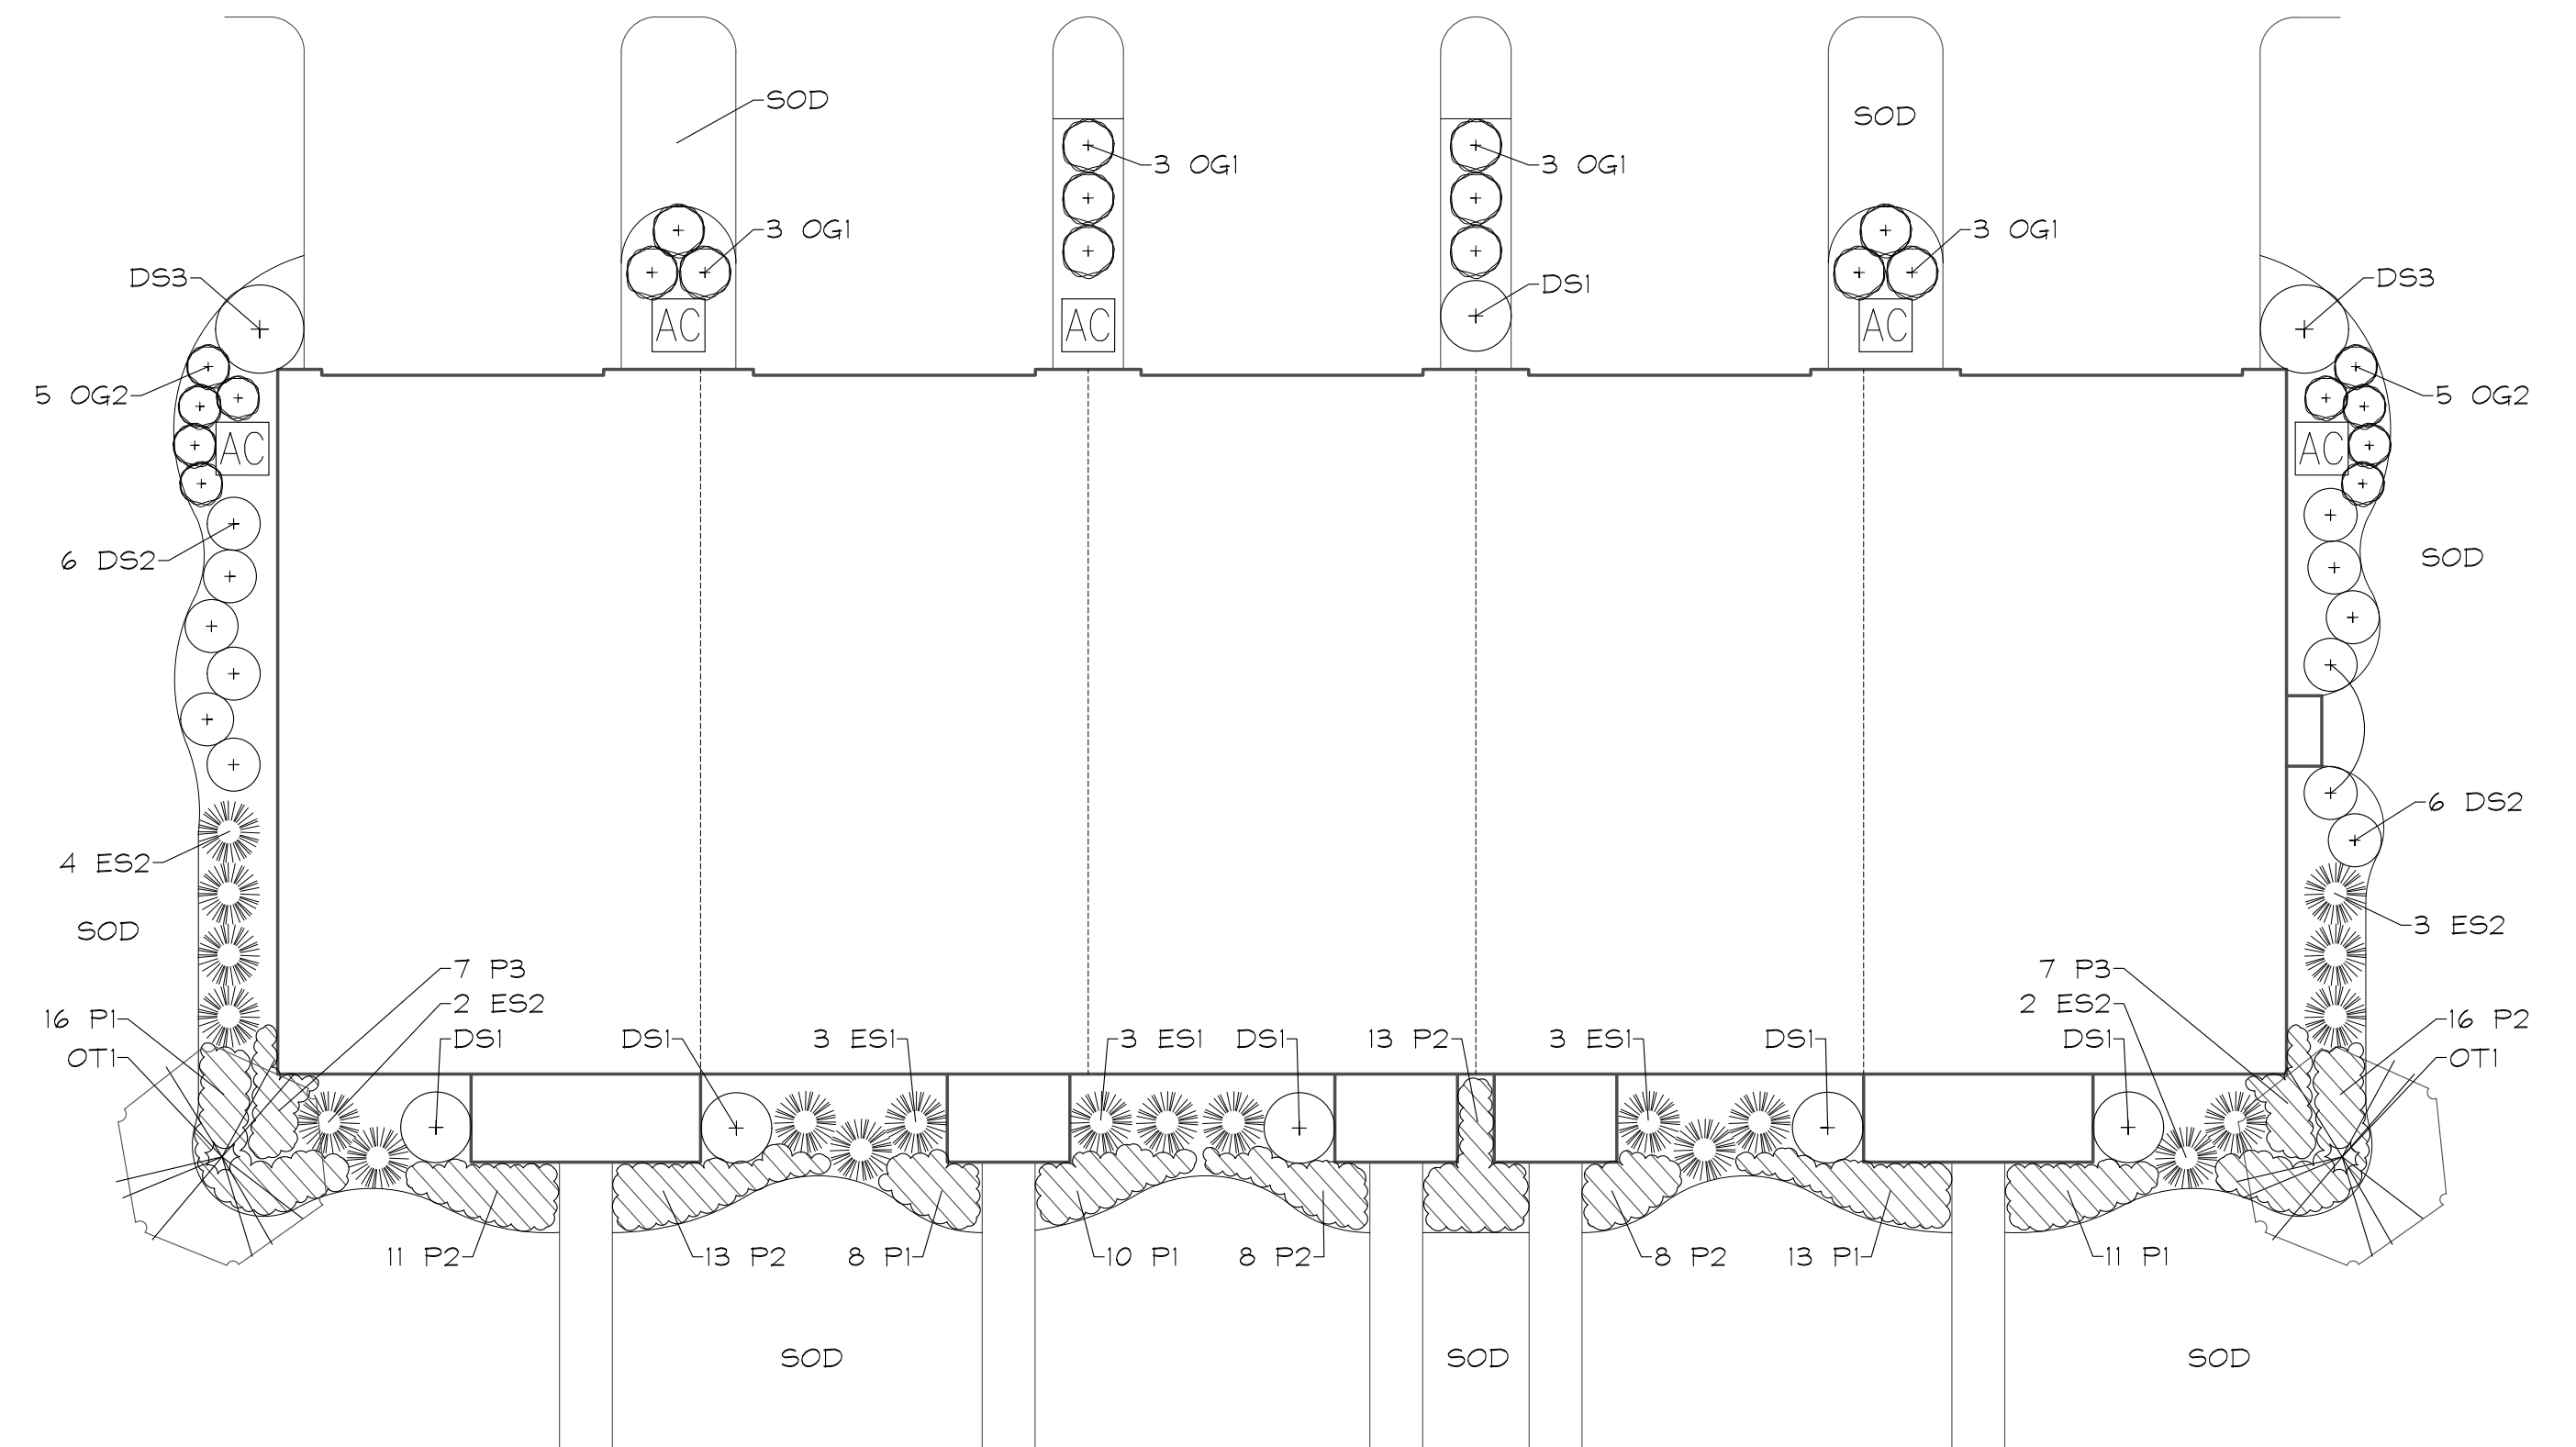 SOD
SOD
3 OG1
3 OG1
3 OG1
3 OG1
DS3
DS1
DS3
AC
AC
AC
5 OG2
5 OG2
AC
AC
6 DS2
SOD
6 DS2
4 ES2
3 ES2
SOD
7 P3
7 P3
2 ES2
2 ES2
16 P1
DS1
DS1
3 ES1
3 ES1
DS1
13 P2
3 ES1
DS1
DS1
16 P2
OT1
OT1
11 P2
13 P2
8 P1
10 P1
8 P2
8 P2
13 P1
11 P1
SOD
SOD
SOD